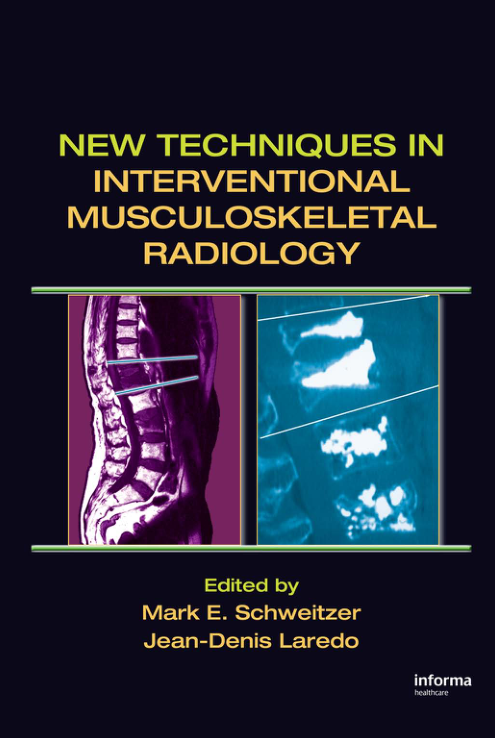 NEW TECHNIQUES IN
INTERVENTIONAL
MUSCULOSKELETAL
RADIOLOGY
Edited by
Mark E. Schweitzer
Jean-Denis Laredo
informa
healthcare